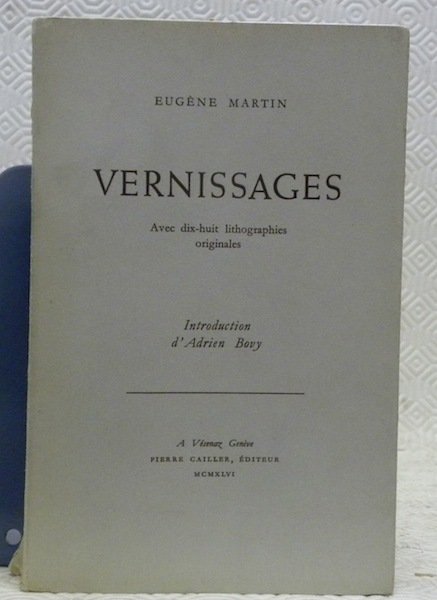 EUGÈNE MARTIN
VERNISSAGES
Avec dix-huit lithographies
originales
Introduction
d'Adrien Bovy
A Vésenaz Genève
PIERRE CAILLER, ÉDITEUR
MCMXLVI